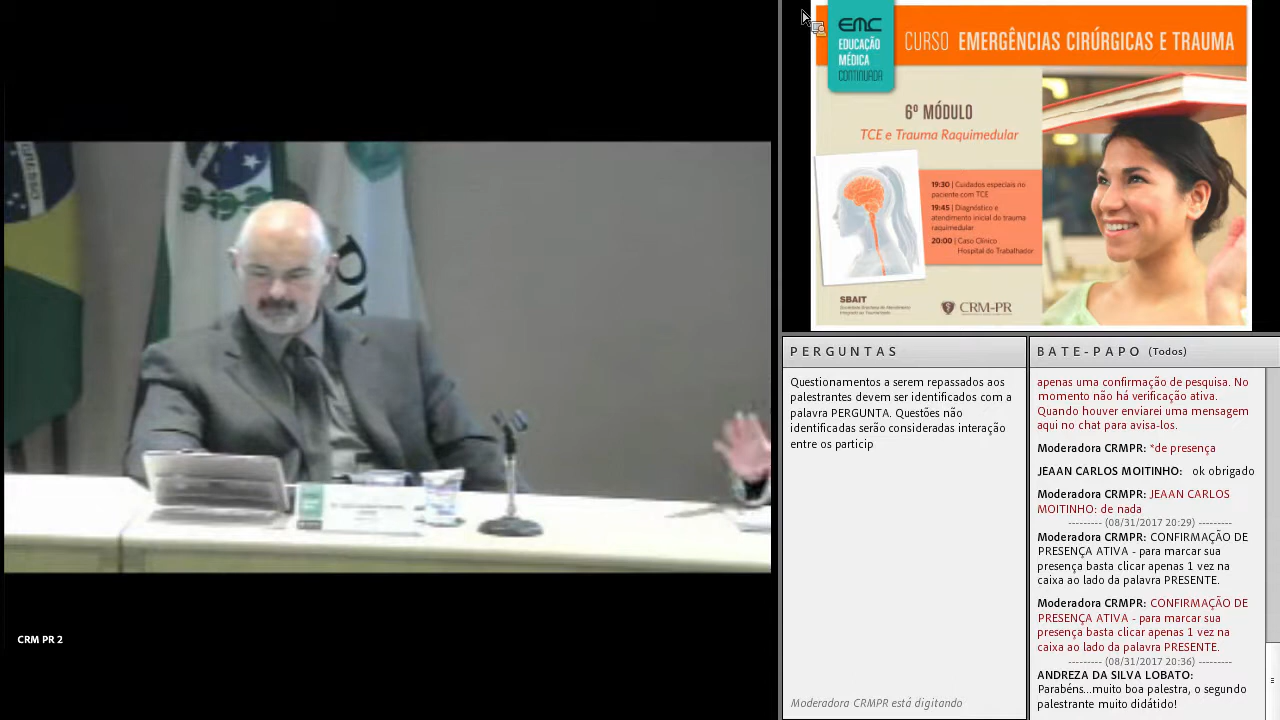 EMC
EDUCAÇÃO
MÉDICA
CONTINUADA
CURSO EMERGÊNCIAS CIRÚRGICAS E TRAUMA
6º MÓDULO
TCE e Trauma Raquimedular
19:30 | Cuidados especiais no
paciente com TCE
19:45 | Diagnóstico e
atendimento inicial do trauma
raquimedular
20:00 | Caso Clínico
Hospital do Trabalhador
SBAIT
CRM-PR
CRM PR 2
PERGUNTAS
Questionamentos a serem repassados aos
palestrantes devem ser identificados com a
palavra PERGUNTA. Questões não
identificadas serão consideradas interação
entre os particip
Moderadora CRMPR está digitando
BATE-PAPO (Todos)
apenas uma confirmação de pesquisa. No
momento não há verificação ativa.
Quando houver enviarei uma mensagem
aqui no chat para avisa-los.
Moderadora CRMPR: *de presença
JEAAN CARLOS MOITINHO: ok obrigado
Moderadora CRMPR: JEAAN CARLOS
MOITINHO: de nada
--------- (08/31/2017 20:29) ---------
Moderadora CRMPR: CONFIRMAÇÃO DE
PRESENÇA ATIVA - para marcar sua
presença basta clicar apenas 1 vez na
caixa ao lado da palavra PRESENTE.
Moderadora CRMPR: CONFIRMAÇÃO DE
PRESENÇA ATIVA - para marcar sua
presença basta clicar apenas 1 vez na
caixa ao lado da palavra PRESENTE.
--------- (08/31/2017 20:36) ---------
ANDREZA DA SILVA LOBATO:
Parabéns...muito boa palestra, o segundo
palestrante muito didátido!